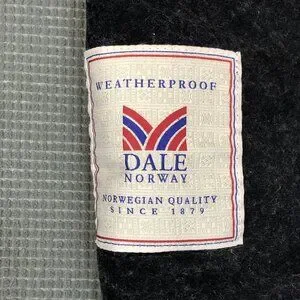 WEATHERPROOF
DALE
NORWAY
NORWEGIAN QUALITY
SINCE 1879